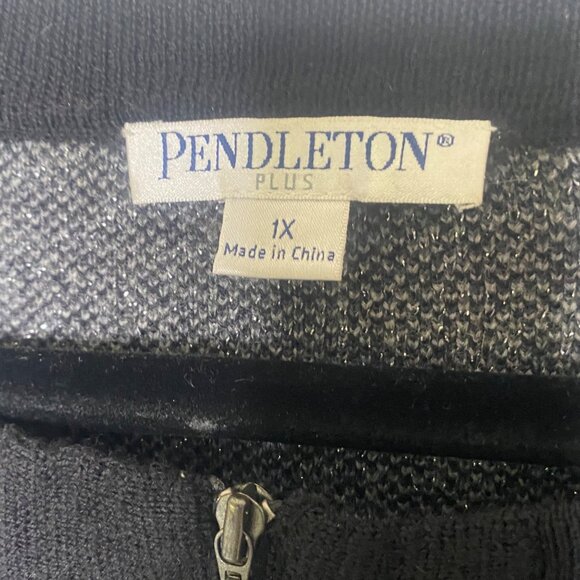 PENDLETON®
PLUS
1X
Made in China